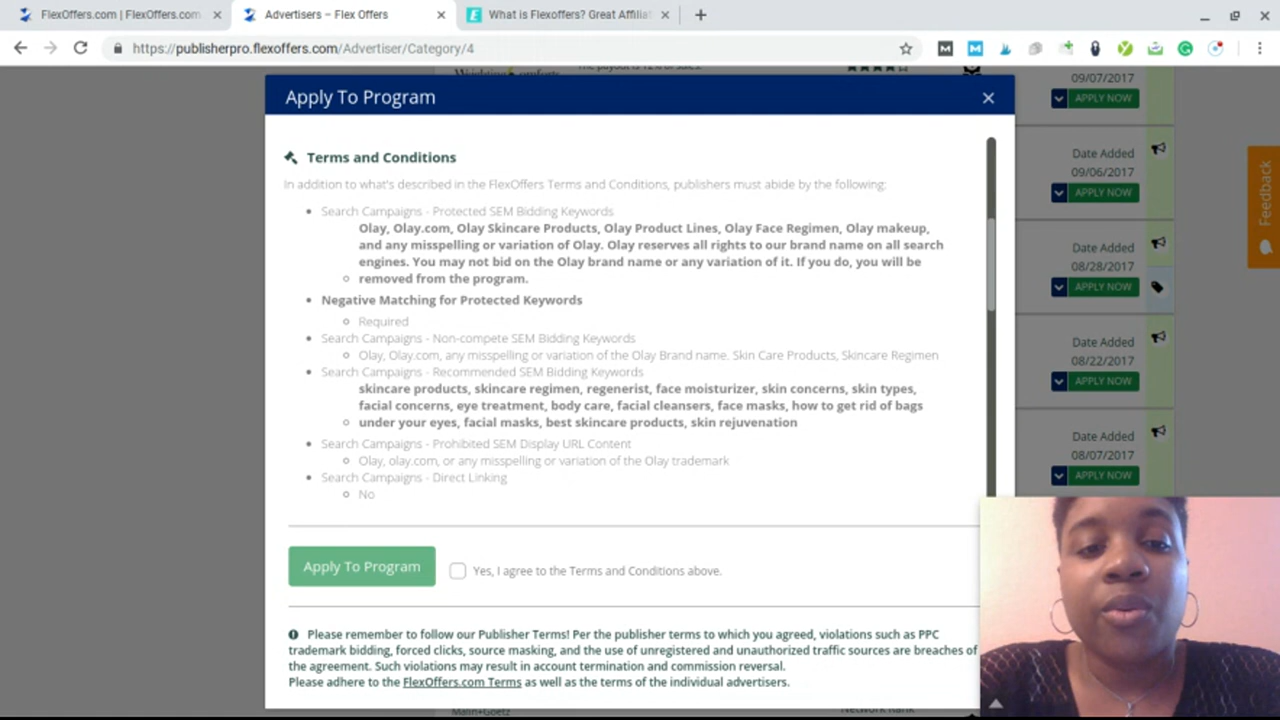 FlexOffers.com | FlexOffers.com
Advertisers – Flex Offers
What is Flexoffers? Great Affilia
https://publisherpro.flexoffers.com/Advertiser/Category/4
Apply To Program
Terms and Conditions
In addition to what's described in the FlexOffers Terms and Conditions, publishers must abide by the following:
Search Campaigns - Protected SEM Bidding Keywords
Olay, Olay.com, Olay Skincare Products, Olay Product Lines, Olay Face Regimen, Olay makeup,
and any misspelling or variation of Olay. Olay reserves all rights to our brand name on all search
engines. You may not bid on the Olay brand name or any variation of it. If you do, you will be
removed from the program.
Negative Matching for Protected Keywords
Required
Search Campaigns - Non-compete SEM Bidding Keywords
Olay, Olay.com, any misspelling or variation of the Olay Brand name. Skin Care Products, Skincare Regimen
Search Campaigns - Recommended SEM Bidding Keywords
skincare products, skincare regimen, regenerist, face moisturizer, skin concerns, skin types,
facial concerns, eye treatment, body care, facial cleansers, face masks, how to get rid of bags
under your eyes, facial masks, best skincare products, skin rejuvenation
Search Campaigns - Prohibited SEM Display URL Content
Olay, olay.com, or any misspelling or variation of the Olay trademark
Search Campaigns - Direct Linking
No
Apply To Program
Yes, I agree to the Terms and Conditions above.
Please remember to follow our Publisher Terms! Per the publisher terms to which you agreed, violations such as PPC
trademark bidding, forced clicks, source masking, and the use of unregistered and unauthorized traffic sources are breaches of
the agreement. Such violations may result in account termination and commission reversal.
Please adhere to the FlexOffers.com Terms as well as the terms of the individual advertisers.
09/07/2017
APPLY NOW
Date Added
09/06/2017
APPLY NOW
Date Added
08/28/2017
APPLY NOW
Date Added
08/22/2017
APPLY NOW
Date Added
08/07/2017
APPLY NOW
Feedback
Malin+Goetz
Network Rank